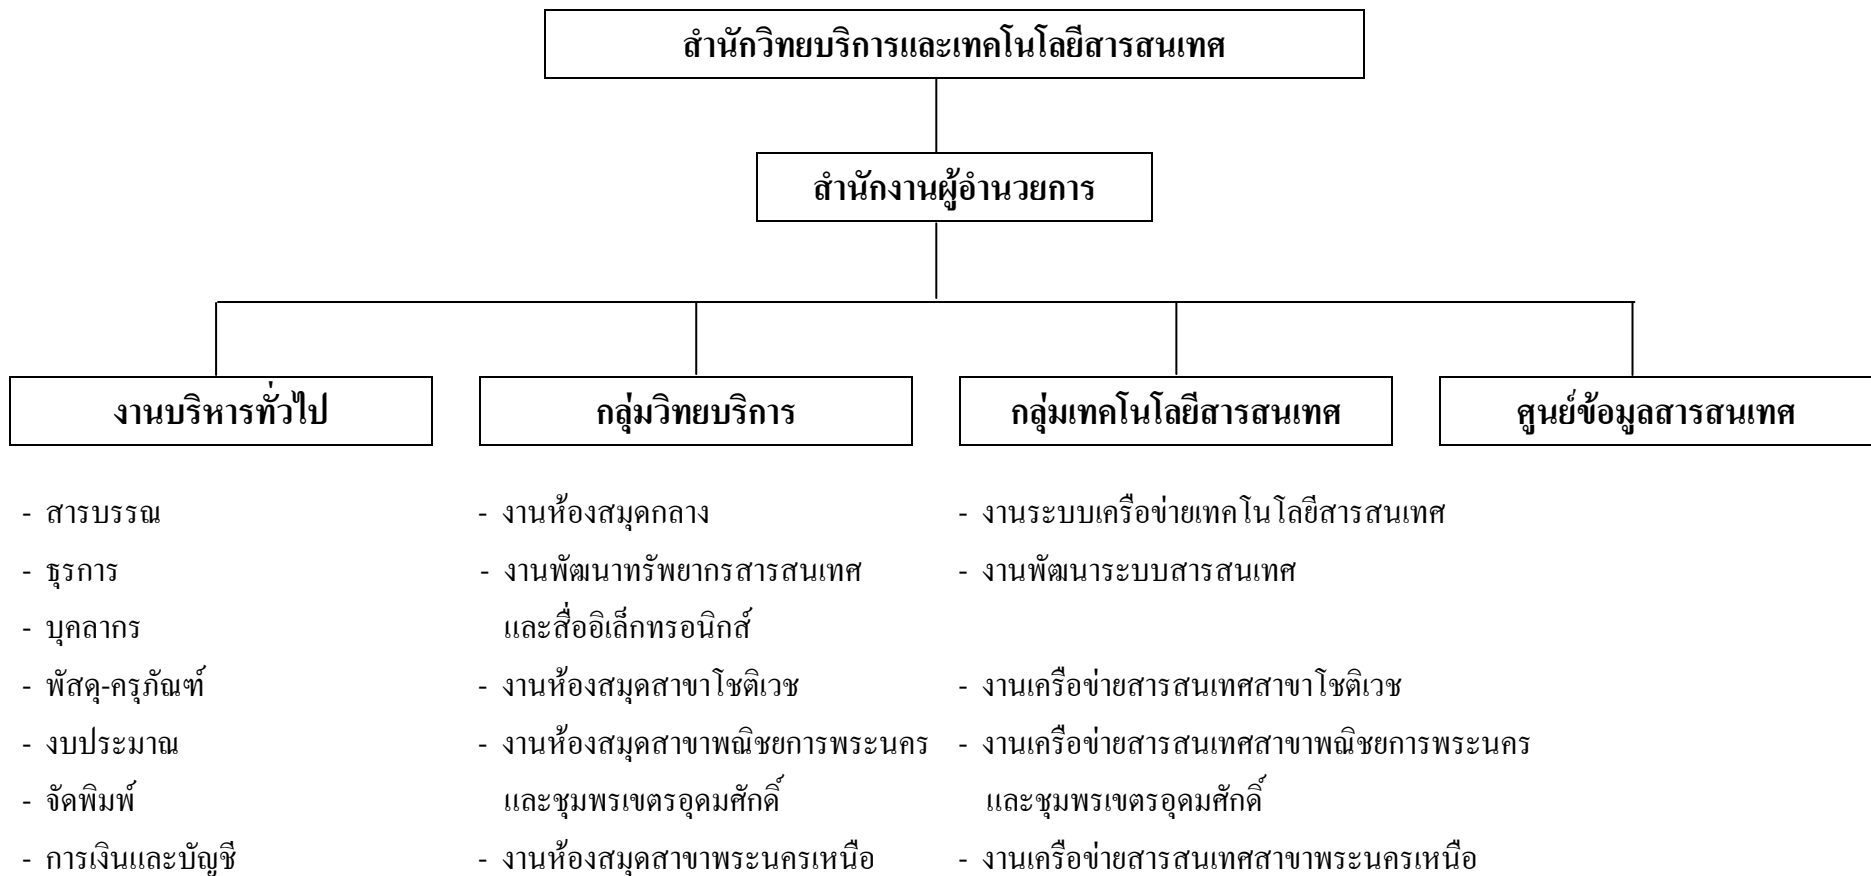 สำนักวิทยบริการและเทคโนโลยีสารสนเทศ
สำนักงานผู้อำนวยการ
งานบริหารทั่วไป
กลุ่มวิทยบริการ
กลุ่มเทคโนโลยีสารสนเทศ
ศูนย์ข้อมูลสารสนเทศ
- สารบรรณ
- ธุรการ
- บุคลากร
- พัสดุ-ครุภัณฑ์
- งบประมาณ
- จัดพิมพ์
- การเงินและบัญชี
- งานห้องสมุดกลาง
- งานพัฒนาทรัพยากรสารสนเทศ
และสื่ออิเล็กทรอนิกส์
- งานห้องสมุดสาขาโชติเวช
- งานห้องสมุดสาขาพณิชยการพระนคร
และชุมพรเขตรอุดมศักดิ์
- งานห้องสมุดสาขาพระนครเหนือ
- งานระบบเครือข่ายเทคโนโลยีสารสนเทศ
- งานพัฒนาระบบสารสนเทศ
- งานเครือข่ายสารสนเทศสาขาโชติเวช
- งานเครือข่ายสารสนเทศสาขาพณิชยการพระนคร
และชุมพรเขตรอุดมศักดิ์
- งานเครือข่ายสารสนเทศสาขาพระนครเหนือ